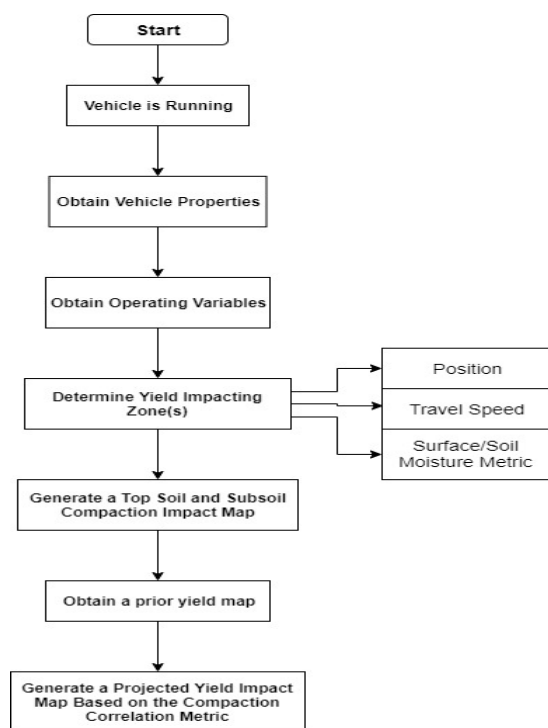 Start
Vehicle is Running
Obtain Vehicle Properties
Obtain Operating Variables
Determine Yield Impacting
Zone(s)
Position
Travel Speed
Surface/Soil
Moisture Metric
Generate a Top Soil and Subsoil
Compaction Impact Map
Obtain a prior yield map
Generate a Projected Yield Impact
Map Based on the Compaction
Correlation Metric